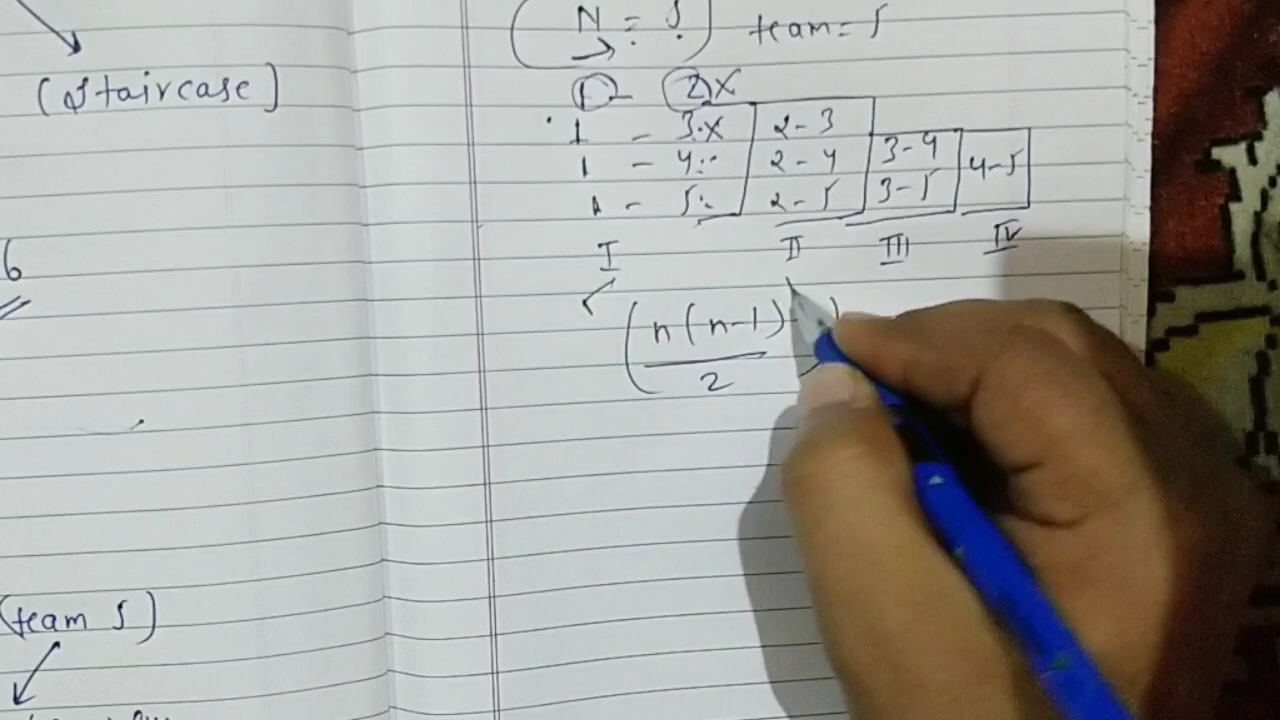 (Staircase]
6
(team 5)
(N = 5) team = 5
1 - 2 X
1 - 3. X 2 - 3
1 - 4 2 - 4 3 - 4 4 - 5
1 - 5 2 - 5 3 - 5
I II III IV
(n(n-1)
2